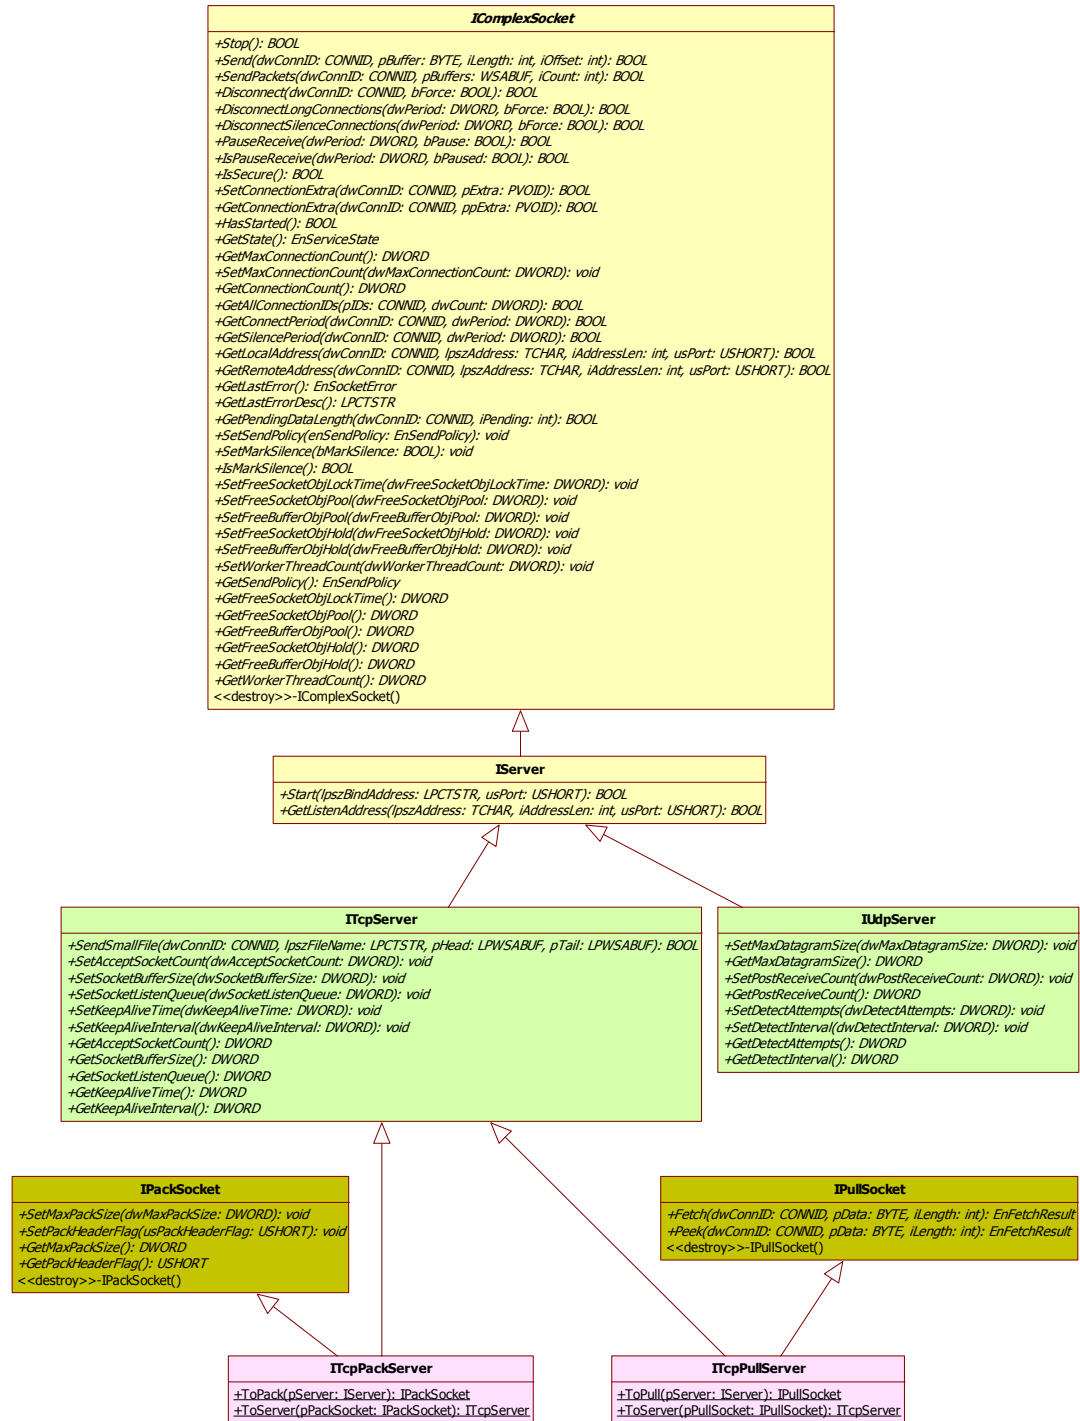 IComplexSocket
+Stop(): BOOL
+Send(dwConnID: CONNID, pBuffer: BYTE, iLength: int, iOffset: int): BOOL
+SendPackets(dwConnID: CONNID, pBuffers: WSABUF, iCount: int): BOOL
+Disconnect(dwConnID: CONNID, bForce: BOOL): BOOL
+DisconnectLongConnections(dwPeriod: DWORD, bForce: BOOL): BOOL
+DisconnectSilenceConnections(dwPeriod: DWORD, bForce: BOOL): BOOL
+PauseReceive(dwPeriod: DWORD, bPause: BOOL): BOOL
+IsPauseReceive(dwPeriod: DWORD, bPaused: BOOL): BOOL
+IsSecure(): BOOL
+SetConnectionExtra(dwConnID: CONNID, pExtra: PVOID): BOOL
+GetConnectionExtra(dwConnID: CONNID, ppExtra: PVOID): BOOL
+HasStarted(): BOOL
+GetState(): EnServiceState
+GetMaxConnectionCount(): DWORD
+SetMaxConnectionCount(dwMaxConnectionCount: DWORD): void
+GetConnectionCount(): DWORD
+GetAllConnectionIDs(pIDs: CONNID, dwCount: DWORD): BOOL
+GetConnectPeriod(dwConnID: CONNID, dwPeriod: DWORD): BOOL
+GetSilencePeriod(dwConnID: CONNID, dwPeriod: DWORD): BOOL
+GetLocalAddress(dwConnID: CONNID, lpszAddress: TCHAR, iAddressLen: int, usPort: USHORT): BOOL
+GetRemoteAddress(dwConnID: CONNID, lpszAddress: TCHAR, iAddressLen: int, usPort: USHORT): BOOL
+GetLastError(): EnSocketError
+GetLastErrorDesc(): LPCTSTR
+GetPendingDataLength(dwConnID: CONNID, iPending: int): BOOL
+SetSendPolicy(enSendPolicy: EnSendPolicy): void
+SetMarkSilence(bMarkSilence: BOOL): void
+IsMarkSilence(): BOOL
+SetFreeSocketObjLockTime(dwFreeSocketObjLockTime: DWORD): void
+SetFreeSocketObjPool(dwFreeSocketObjPool: DWORD): void
+SetFreeBufferObjPool(dwFreeBufferObjPool: DWORD): void
+SetFreeSocketObjHold(dwFreeSocketObjHold: DWORD): void
+SetFreeBufferObjHold(dwFreeBufferObjHold: DWORD): void
+SetWorkerThreadCount(dwWorkerThreadCount: DWORD): void
+GetSendPolicy(): EnSendPolicy
+GetFreeSocketObjLockTime(): DWORD
+GetFreeSocketObjPool(): DWORD
+GetFreeBufferObjPool(): DWORD
+GetFreeSocketObjHold(): DWORD
+GetFreeBufferObjHold(): DWORD
+GetWorkerThreadCount(): DWORD
<<destroy>>-IComplexSocket()
IServer
+Start(lpszBindAddress: LPCTSTR, usPort: USHORT): BOOL
+GetListenAddress(lpszAddress: TCHAR, iAddressLen: int, usPort: USHORT): BOOL
ITcpServer
+SendSmallFile(dwConnID: CONNID, lpszFileName: LPCTSTR, pHead: LPWSABUF, pTail: LPWSABUF): BOOL
+SetAcceptSocketCount(dwAcceptSocketCount: DWORD): void
+SetSocketBufferSize(dwSocketBufferSize: DWORD): void
+SetSocketListenQueue(dwSocketListenQueue: DWORD): void
+SetKeepAliveTime(dwKeepAliveTime: DWORD): void
+SetKeepAliveInterval(dwKeepAliveInterval: DWORD): void
+GetAcceptSocketCount(): DWORD
+GetSocketBufferSize(): DWORD
+GetSocketListenQueue(): DWORD
+GetKeepAliveTime(): DWORD
+GetKeepAliveInterval(): DWORD
IUdpServer
+SetMaxDatagramSize(dwMaxDatagramSize: DWORD): void
+GetMaxDatagramSize(): DWORD
+SetPostReceiveCount(dwPostReceiveCount: DWORD): void
+GetPostReceiveCount(): DWORD
+SetDetectAttempts(dwDetectAttempts: DWORD): void
+SetDetectInterval(dwDetectInterval: DWORD): void
+GetDetectAttempts(): DWORD
+GetDetectInterval(): DWORD
IPackSocket
+SetMaxPackSize(dwMaxPackSize: DWORD): void
+SetPackHeaderFlag(usPackHeaderFlag: USHORT): void
+GetMaxPackSize(): DWORD
+GetPackHeaderFlag(): USHORT
<<destroy>>-IPackSocket()
IPullSocket
+Fetch(dwConnID: CONNID, pData: BYTE, iLength: int): EnFetchResult
+Peek(dwConnID: CONNID, pData: BYTE, iLength: int): EnFetchResult
<<destroy>>-IPullSocket()
ITcpPackServer
+ToPack(pServer: IServer): IPackSocket
+ToServer(pPackSocket: IPackSocket): ITcpServer
ITcpPullServer
+ToPull(pServer: IServer): IPullSocket
+ToServer(pPullSocket: IPullSocket): ITcpServer